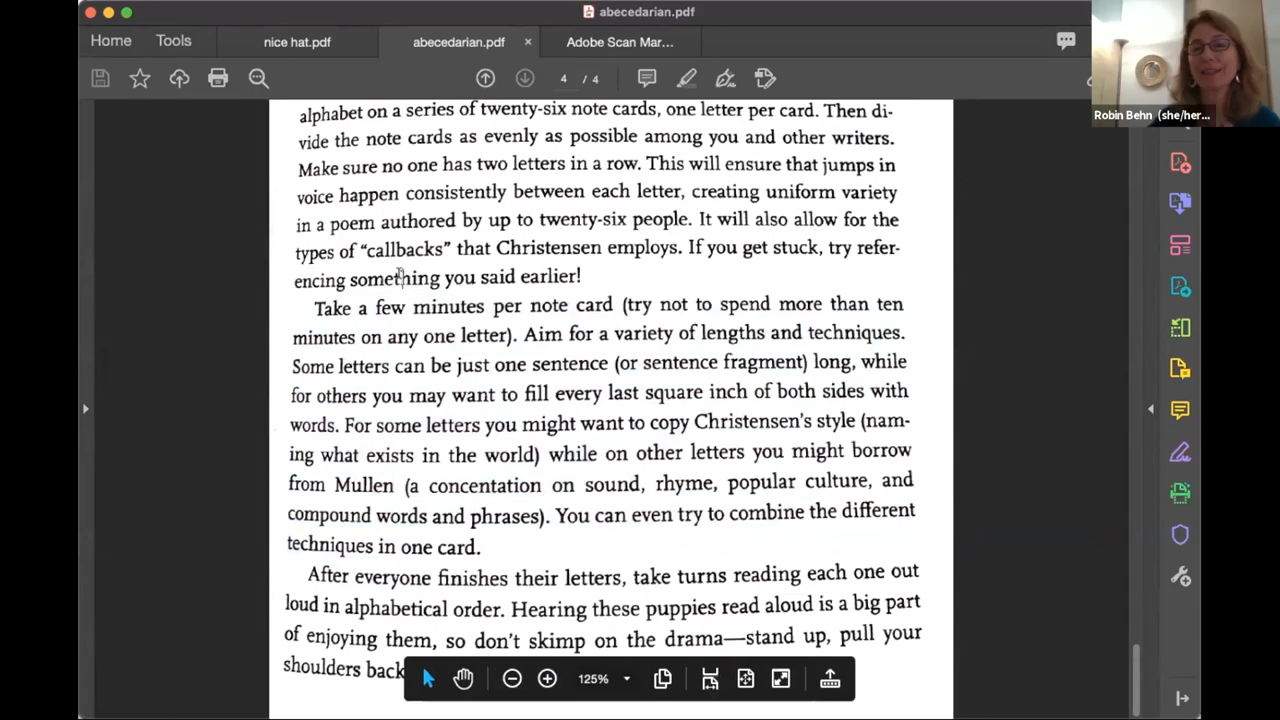 abecedarian.pdf
Home
Tools
nice hat.pdf
abecedarian.pdf
×
Adobe Scan Mar...
4 / 4
Robin Behn (she/her...
alphabet on a series of twenty-six note cards, one letter per card. Then di-
vide the note cards as evenly as possible among you and other writers.
Make sure no one has two letters in a row. This will ensure that jumps in
voice happen consistently between each letter, creating uniform variety
in a poem authored by up to twenty-six people. It will also allow for the
types of “callbacks” that Christensen employs. If you get stuck, try refer-
encing something you said earlier!
Take a few minutes per note card (try not to spend more than ten
minutes on any one letter). Aim for a variety of lengths and techniques.
Some letters can be just one sentence (or sentence fragment) long, while
for others you may want to fill every last square inch of both sides with
words. For some letters you might want to copy Christensen’s style (nam-
ing what exists in the world) while on other letters you might borrow
from Mullen (a concentation on sound, rhyme, popular culture, and
compound words and phrases). You can even try to combine the different
techniques in one card.
After everyone finishes their letters, take turns reading each one out
loud in alphabetical order. Hearing these puppies read aloud is a big part
of enjoying them, so don’t skimp on the drama—stand up, pull your
shoulders back
125%